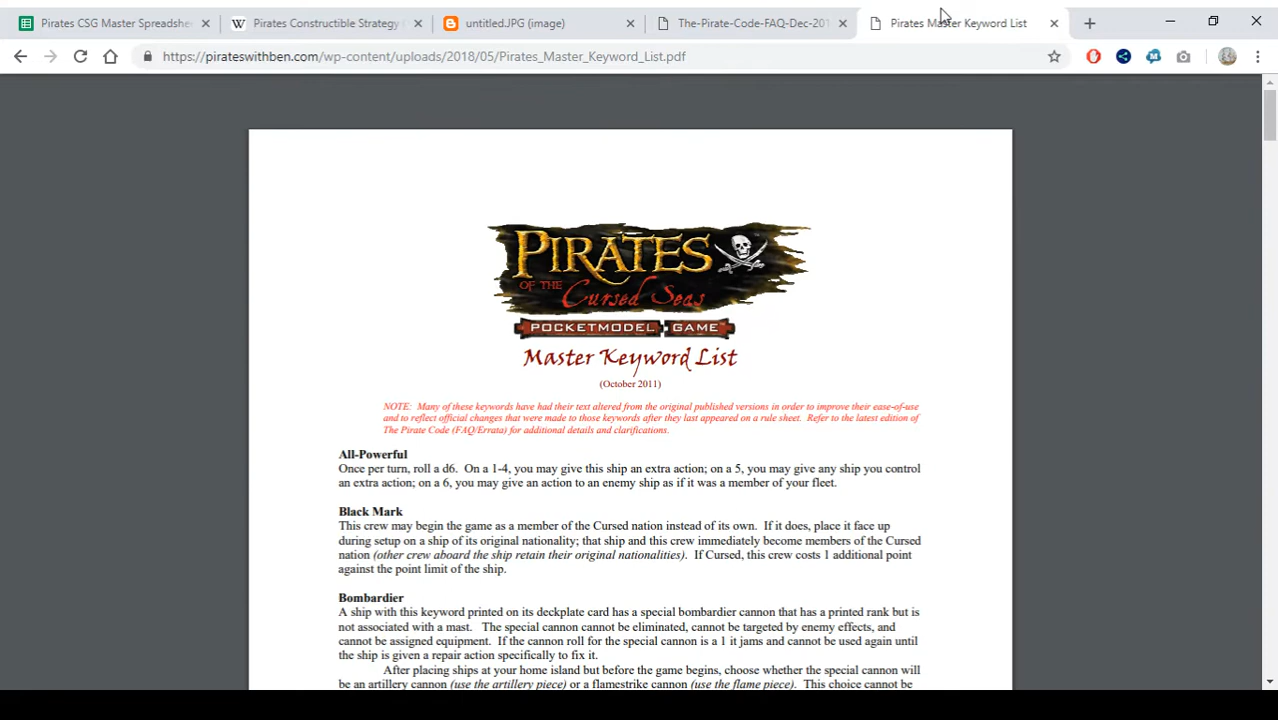 Pirates CSG Master Spreadshe
Pirates Constructible Strategy
untitled.JPG (image)
The-Pirate-Code-FAQ-Dec-201
Pirates Master Keyword List
https://pirateswithben.com/wp-content/uploads/2018/05/Pirates_Master_Keyword_List.pdf
PIRATES
OF THE
Cursed Seas
POCKETMODEL GAME
Master Keyword List
(October 2011)
NOTE: Many of these keywords have had their text altered from the original published versions in order to improve their ease-of-use
and to reflect official changes that were made to those keywords after they last appeared on a rule sheet. Refer to the latest edition of
The Pirate Code (FAQ/Errata) for additional details and clarifications.
All-Powerful
Once per turn, roll a d6. On a 1-4, you may give this ship an extra action; on a 5, you may give any ship you control
an extra action; on a 6, you may give an action to an enemy ship as if it was a member of your fleet.
Black Mark
This crew may begin the game as a member of the Cursed nation instead of its own. If it does, place it face up
during setup on a ship of its original nationality; that ship and this crew immediately become members of the Cursed
nation (other crew aboard the ship retain their original nationalities). If Cursed, this crew costs 1 additional point
against the point limit of the ship.
Bombardier
A ship with this keyword printed on its deckplate card has a special bombardier cannon that has a printed rank but is
not associated with a mast. The special cannon cannot be eliminated, cannot be targeted by enemy effects, and
cannot be assigned equipment. If the cannon roll for the special cannon is a 1 it jams and cannot be used again until
the ship is given a repair action specifically to fix it.
After placing ships at your home island but before the game begins, choose whether the special cannon will
be an artillery cannon (use the artillery piece) or a flamestrike cannon (use the flame piece). This choice cannot be